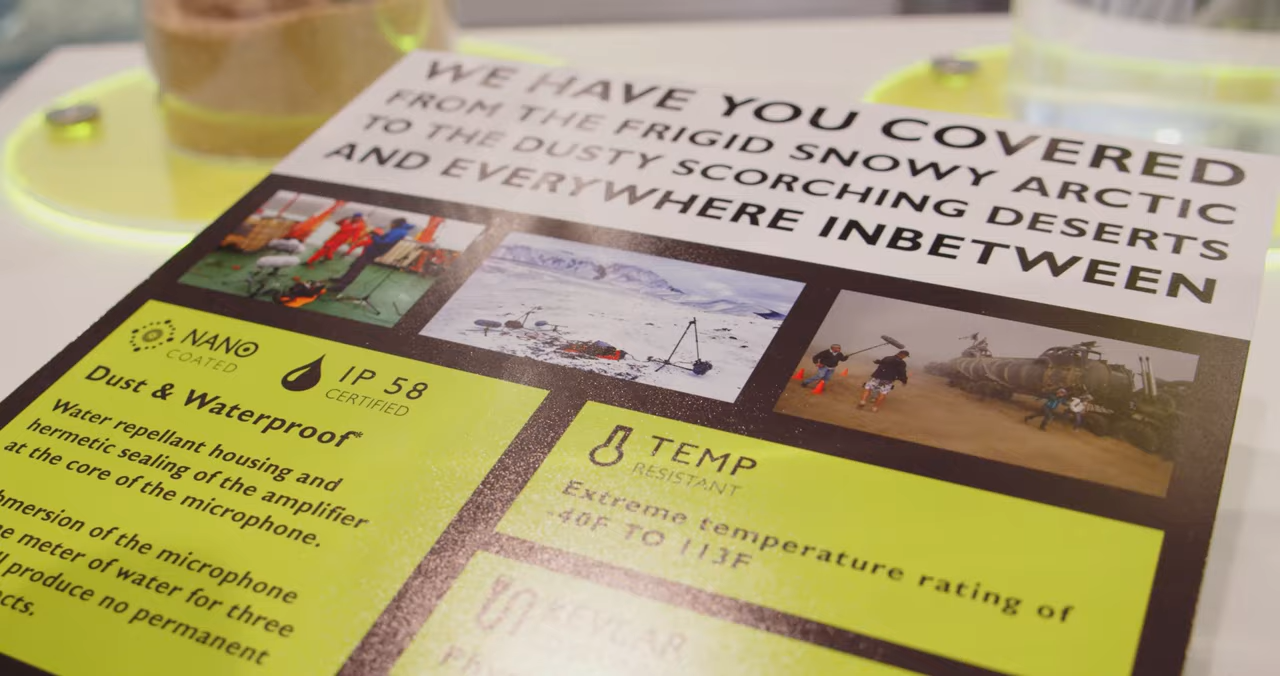 WE HAVE YOU COVERED
FROM THE FRIGID SNOWY ARCTIC
TO THE DUSTY SCORCHING DESERTS
AND EVERYWHERE INBETWEEN
NANO
COATED
IP 58
CERTIFIED
Dust & Waterproof*
Water repellant housing and
hermetic sealing of the amplifier
at the core of the microphone.
of the microphone
meter of water for three
produce no permanent
TEMP
RESISTANT
Extreme temperature rating of
-40F TO 113F
KEVLAR